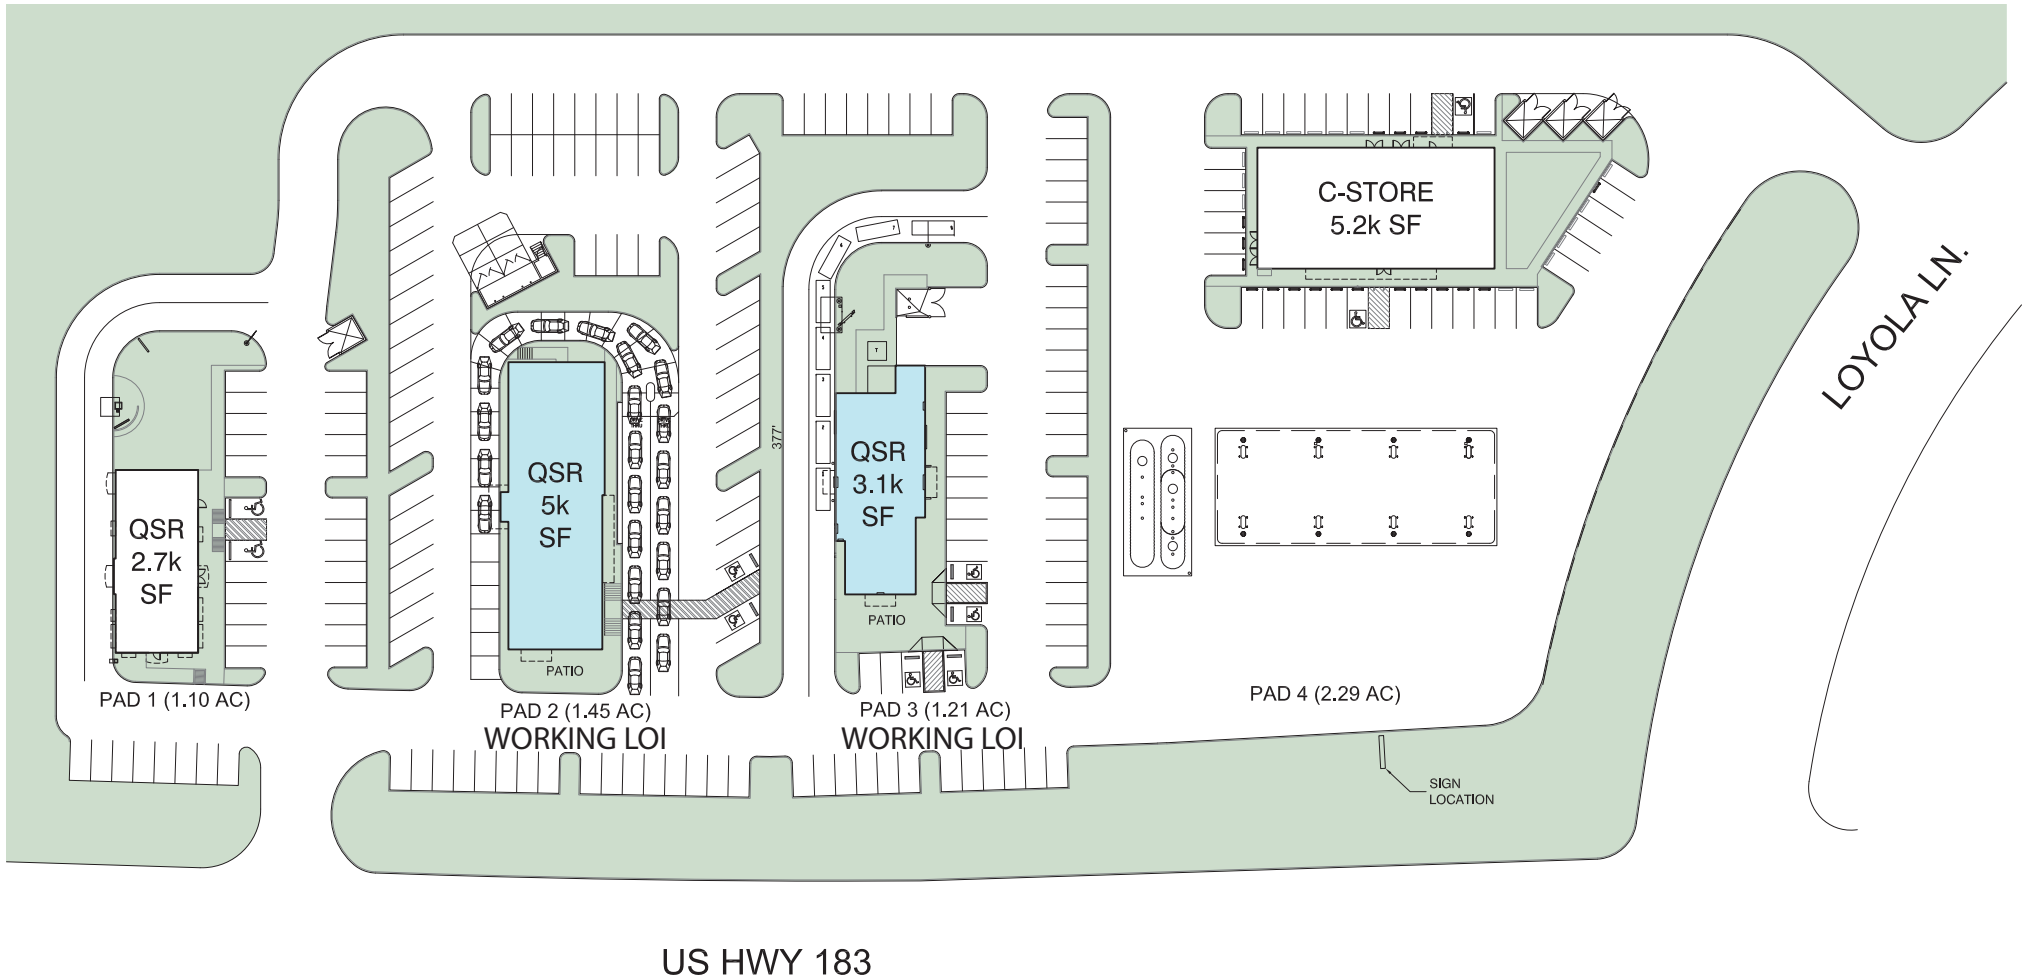 C-STORE
5.2k SF
LOYOLA LN.
377'
QSR
2.7k
SF
QSR
5k
SF
QSR
3.1k
SF
T
PATIO
PATIO
PAD 1 (1.10 AC)
PAD 2 (1.45 AC)
WORKING LOI
PAD 3 (1.21 AC)
WORKING LOI
PAD 4 (2.29 AC)
SIGN
LOCATION
US HWY 183